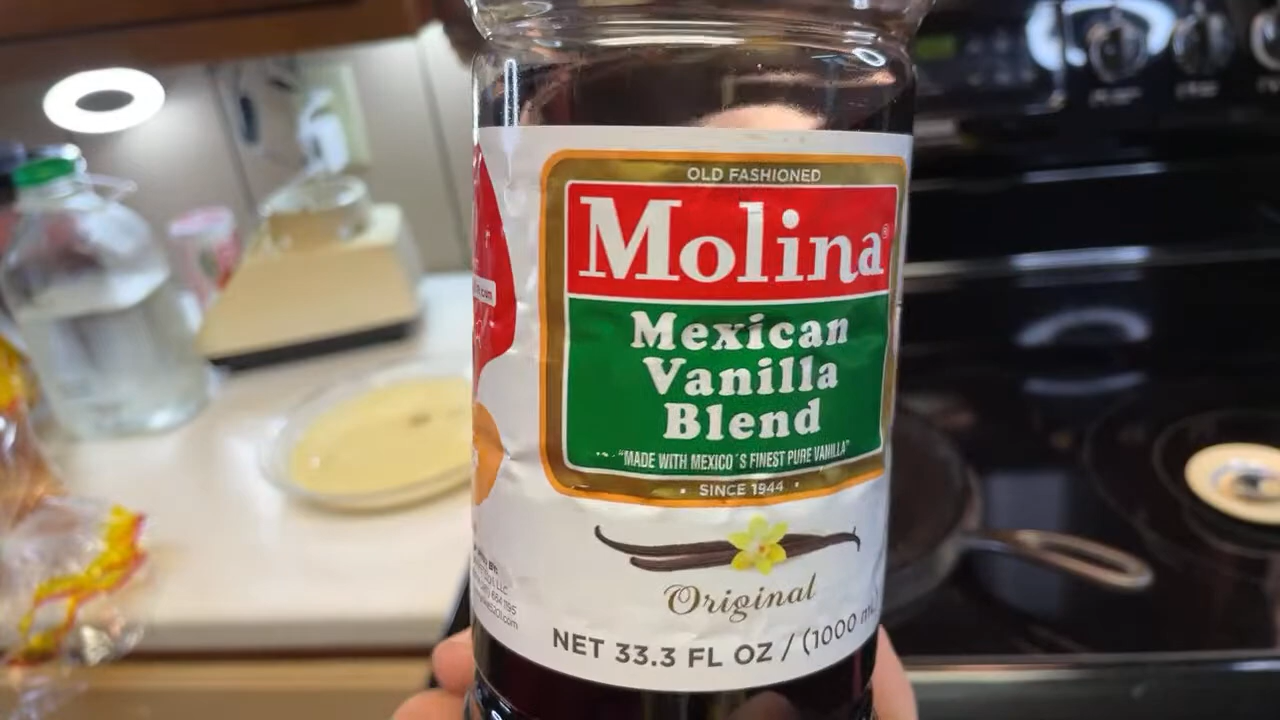 OLD FASHIONED
Molina®
Mexican
Vanilla
Blend
"MADE WITH MEXICO´S FINEST PURE VANILLA"
• SINCE 1944 •
Original
NET 33.3 FL OZ / (1000
LLC